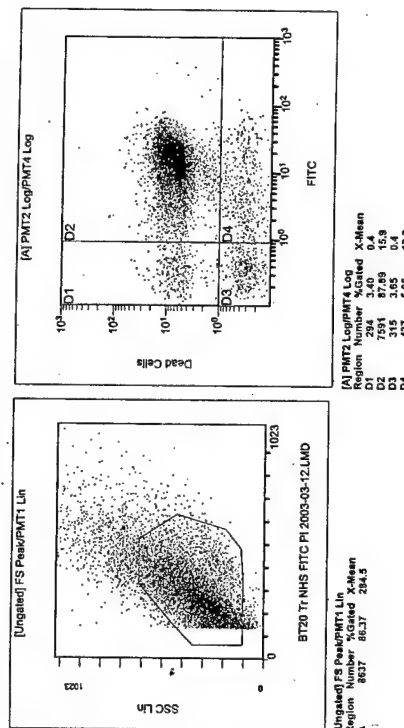 [Ungated] FS Peak/PMT1 Lin
1023
SSC Lin
0
0
1023
BT20 Tr NHS FITC PI 2003-03-12.LMD
[Ungated] FS Peak/PMT1 Lin
Region Number %Gated X-Mean
8637 86.37 284.5
[A] PMT2 Log/PMT4 Log
D1
D2
D3
D4
10³
10²
10¹
10⁰
Dead Cells
10⁰
10¹
10²
10³
FITC
[A] PMT2 Log/PMT4 Log
Region Number %Gated X-Mean
D1 294 3.40 0.4
D2 7591 87.89 15.9
D3 315 3.65 0.4
D4